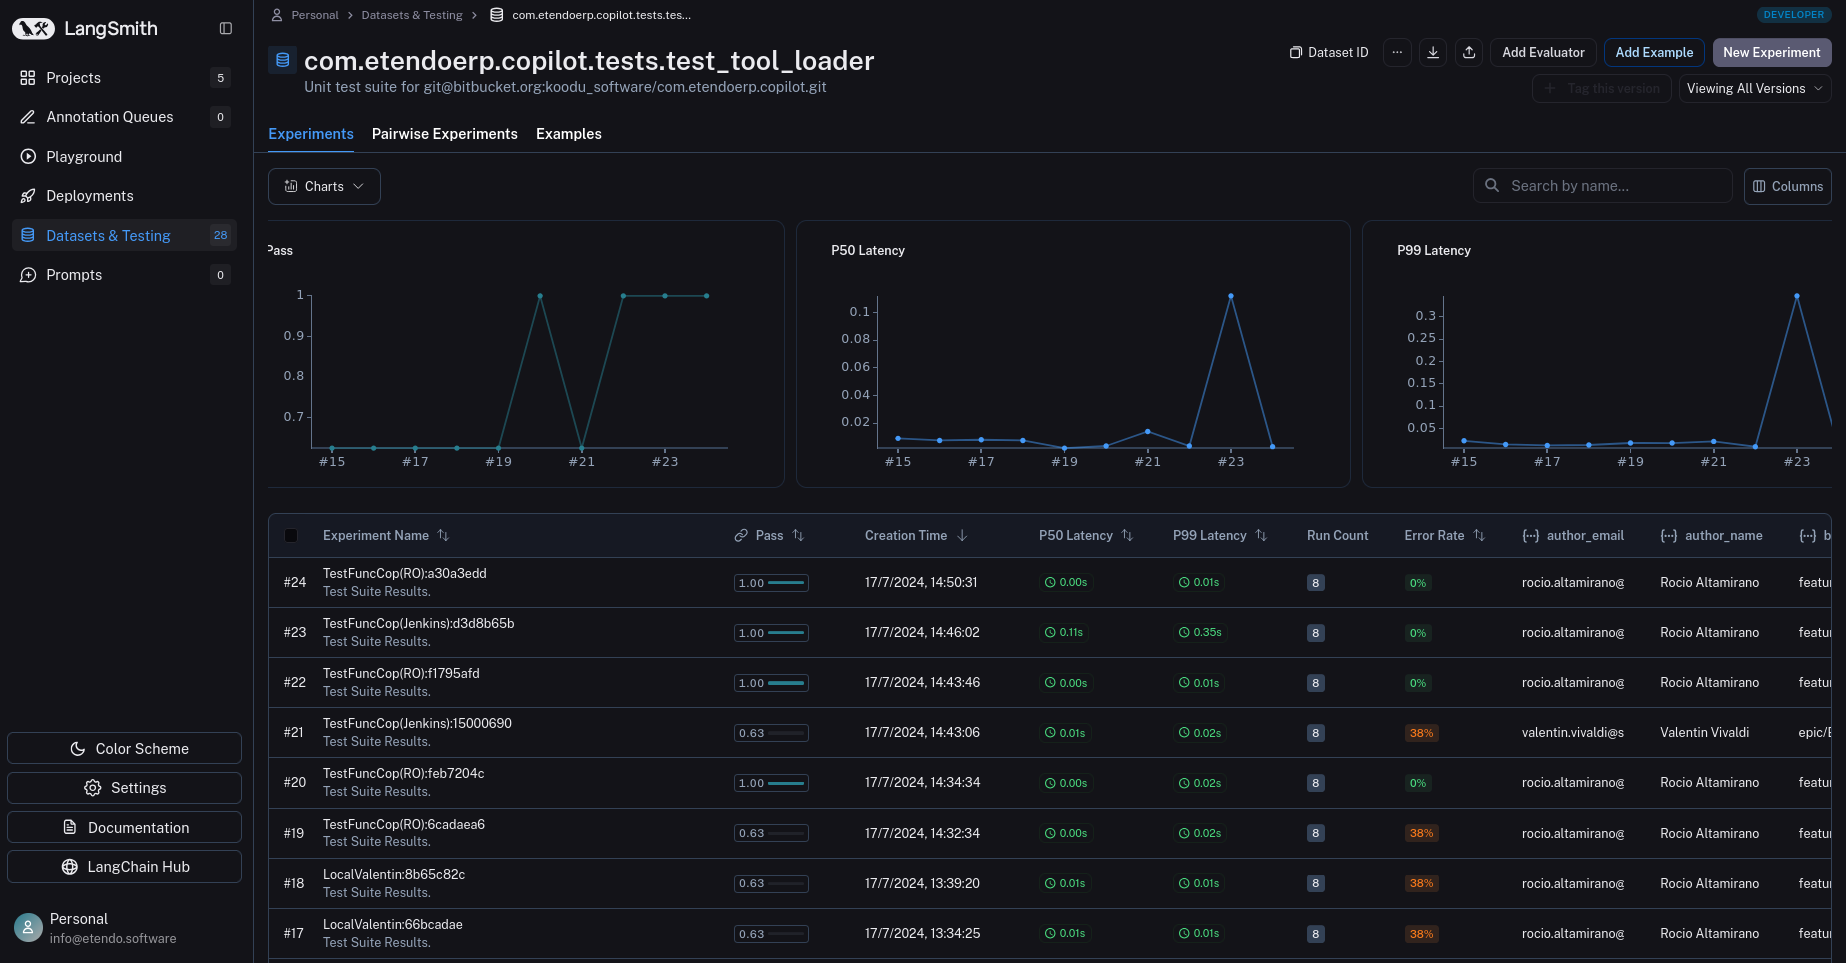 LangSmith
Projects 5
Annotation Queues 0
Playground
Deployments
Datasets & Testing 28
Prompts 0
Color Scheme
Settings
Documentation
LangChain Hub
Personal
info@etendo.software
Personal > Datasets & Testing > com.etendoerp.copilot.tests.tes...
DEVELOPER
com.etendoerp.copilot.tests.test_tool_loader
Unit test suite for git@bitbucket.org:koodu_software/com.etendoerp.copilot.git
Dataset ID ... Add Evaluator Add Example New Experiment
+ Tag this version Viewing All Versions
Experiments Pairwise Experiments Examples
Charts
Search by name...
Columns
Pass
1
0.9
0.8
0.7
#15 #17 #19 #21 #23
P50 Latency
0.1
0.08
0.06
0.04
0.02
#15 #17 #19 #21 #23
P99 Latency
0.3
0.25
0.2
0.15
0.1
0.05
#15 #17 #19 #21 #23
Experiment Name Pass Creation Time P50 Latency P99 Latency Run Count Error Rate {...} author_email {...} author_name {...} b
#24 TestFuncCop(RO):a30a3edd 1.00 17/7/2024, 14:50:31 0.00s 0.01s 8 0% rocio.altamirano@ Rocio Altamirano featur
Test Suite Results.
#23 TestFuncCop(Jenkins):d3d8b65b 1.00 17/7/2024, 14:46:02 0.11s 0.35s 8 0% rocio.altamirano@ Rocio Altamirano featur
Test Suite Results.
#22 TestFuncCop(RO):f1795afd 1.00 17/7/2024, 14:43:46 0.00s 0.01s 8 0% rocio.altamirano@ Rocio Altamirano featur
Test Suite Results.
#21 TestFuncCop(Jenkins):15000690 0.63 17/7/2024, 14:43:06 0.01s 0.02s 8 38% valentin.vivaldi@s Valentin Vivaldi epic/E
Test Suite Results.
#20 TestFuncCop(RO):feb7204c 1.00 17/7/2024, 14:34:34 0.00s 0.02s 8 0% rocio.altamirano@ Rocio Altamirano featur
Test Suite Results.
#19 TestFuncCop(RO):6cadaea6 0.63 17/7/2024, 14:32:34 0.00s 0.02s 8 38% rocio.altamirano@ Rocio Altamirano featur
Test Suite Results.
#18 LocalValentin:8b65c82c 0.63 17/7/2024, 13:39:20 0.01s 0.01s 8 38% rocio.altamirano@ Rocio Altamirano featur
Test Suite Results.
#17 LocalValentin:66bcadae 0.63 17/7/2024, 13:34:25 0.01s 0.01s 8 38% rocio.altamirano@ Rocio Altamirano featur
Test Suite Results.